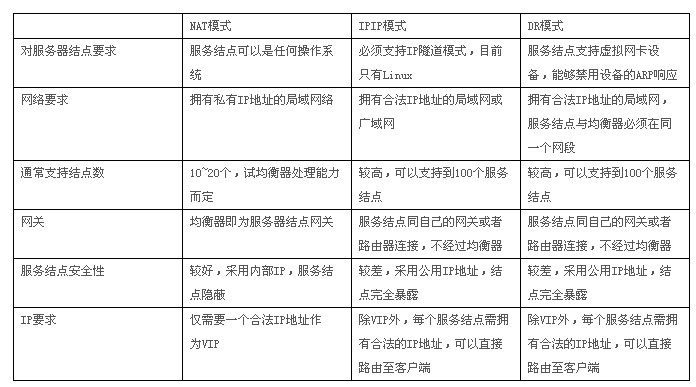 NAT模式
IPIP模式
DR模式
对服务器结点要求
服务结点可以是任何操作系
统
必须支持IP隧道模式，目前
只有Linux
服务结点支持虚拟网卡设
备，能够禁用设备的ARP响应
网络要求
拥有私有IP地址的局域网络
拥有合法IP地址的局域网或
广域网
拥有合法IP地址的局域网，
服务结点与均衡器必须在同
一个网段
通常支持结点数
10~20个，试均衡器处理能力
而定
较高，可以支持到100个服务
结点
较高，可以支持到100个服务
结点
网关
均衡器即为服务器结点网关
服务结点同自己的网关或者
路由器连接，不经过均衡器
服务结点同自己的网关或者
路由器连接，不经过均衡器
服务结点安全性
较好，采用内部IP，服务结
点隐蔽
较差，采用公用IP地址，结
点完全暴露
较差，采用公用IP地址，结
点完全暴露
IP要求
仅需要一个合法IP地址作
为VIP
除VIP外，每个服务结点需拥
有合法的IP地址，可以直接
路由至客户端
除VIP外，每个服务结点需拥
有合法的IP地址，可以直接
路由至客户端